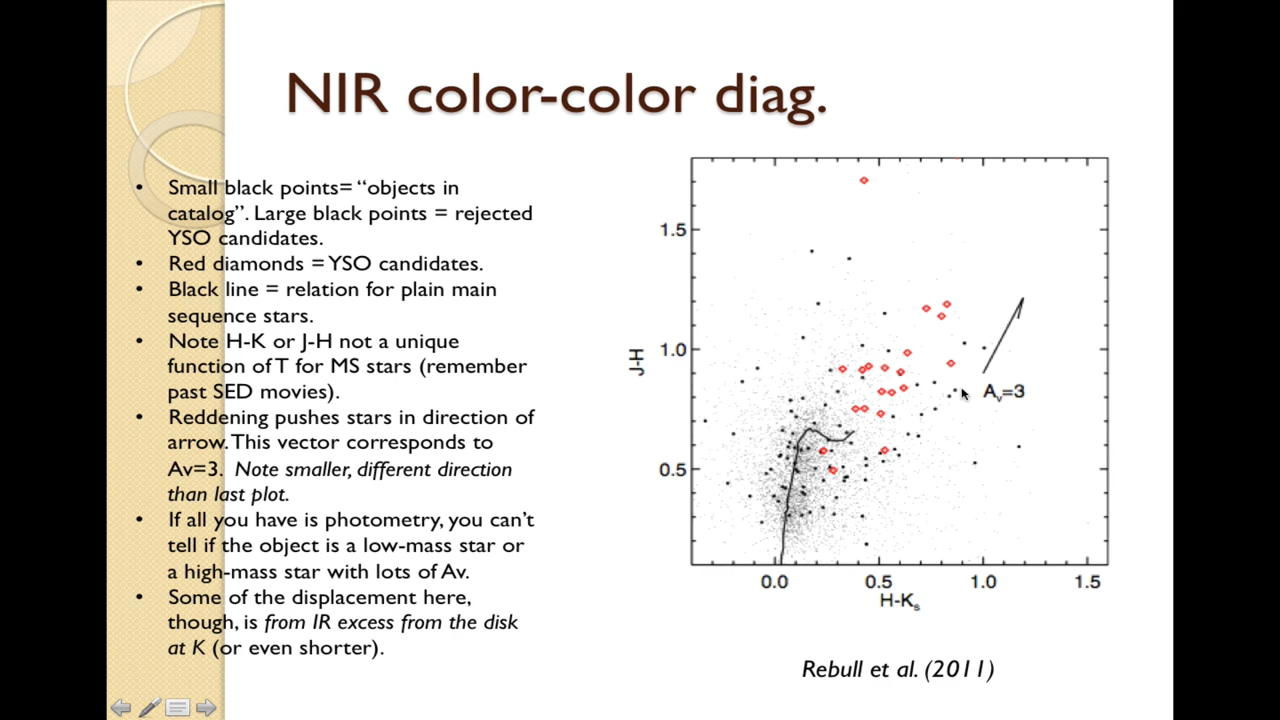 NIR color-color diag.
• Small black points= “objects in
catalog”. Large black points = rejected
YSO candidates.
• Red diamonds = YSO candidates.
• Black line = relation for plain main
sequence stars.
• Note H-K or J-H not a unique
function of T for MS stars (remember
past SED movies).
• Reddening pushes stars in direction of
arrow. This vector corresponds to
Av=3. Note smaller, different direction
than last plot.
• If all you have is photometry, you can’t
tell if the object is a low-mass star or
a high-mass star with lots of Av.
• Some of the displacement here,
though, is from IR excess from the disk
at K (or even shorter).
1.5
1.0
0.5
J-H
Av=3
0.0 0.5 1.0 1.5
H-Ks
Rebull et al. (2011)